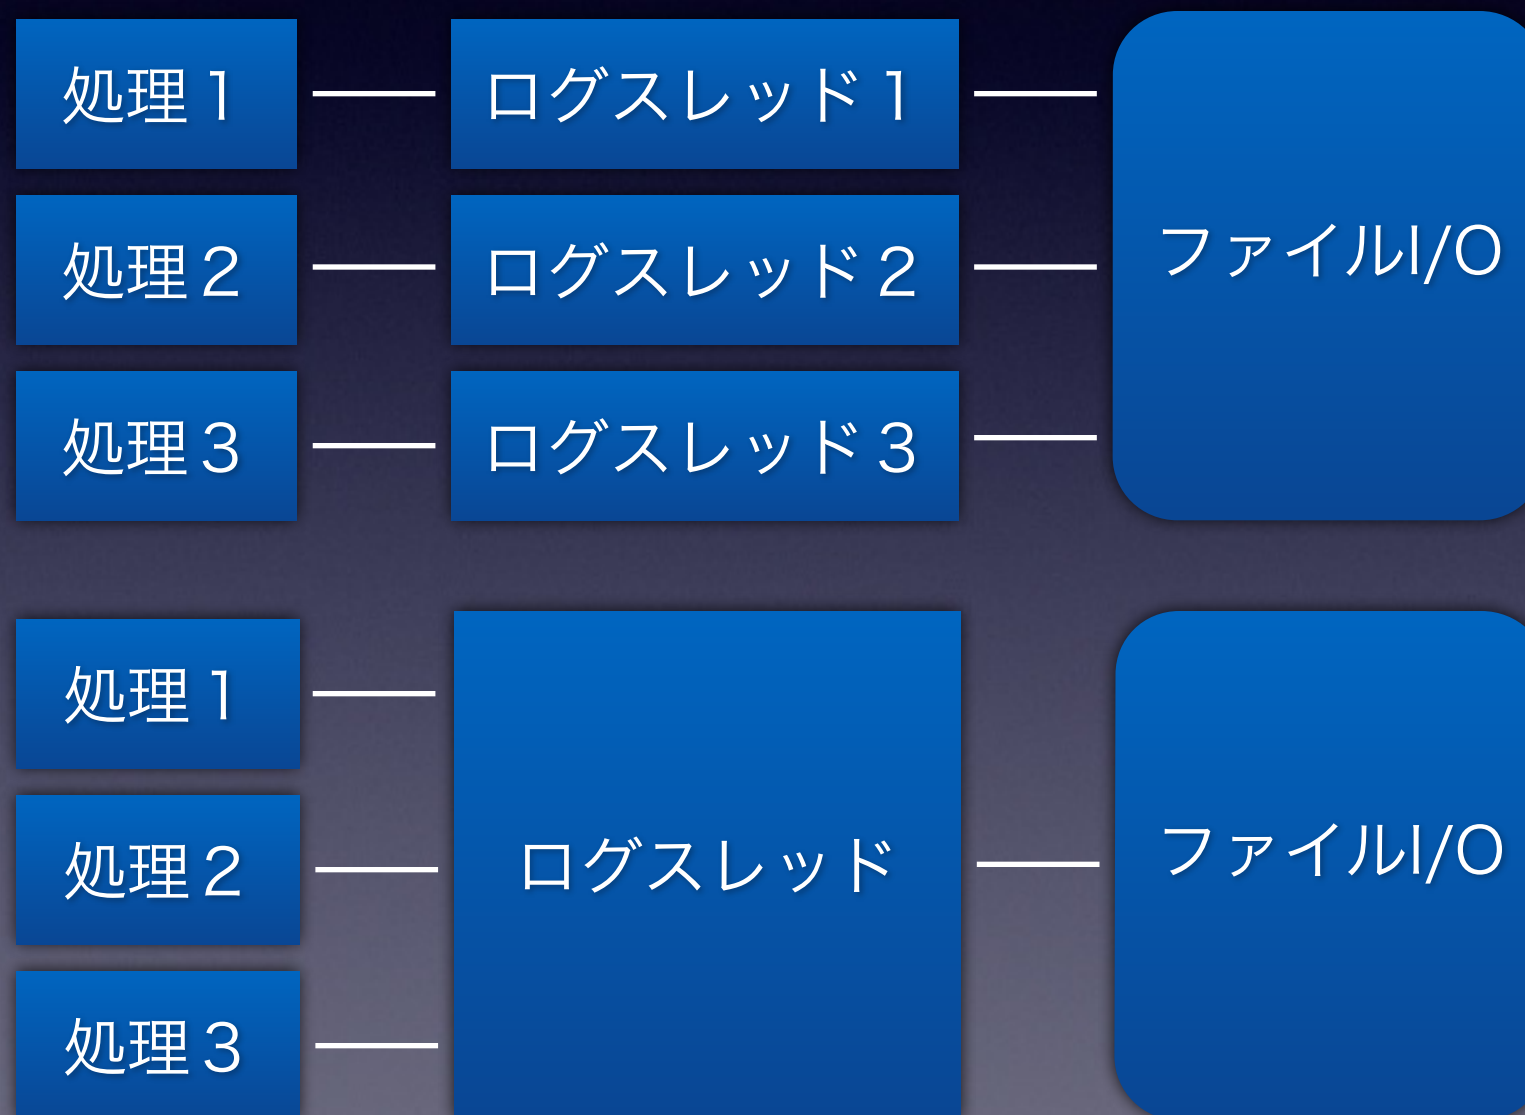 処理１
ログスレッド１
処理２
ログスレッド２
ファイルI/O
処理３
ログスレッド３
処理１
処理２
ログスレッド
ファイルI/O
処理３